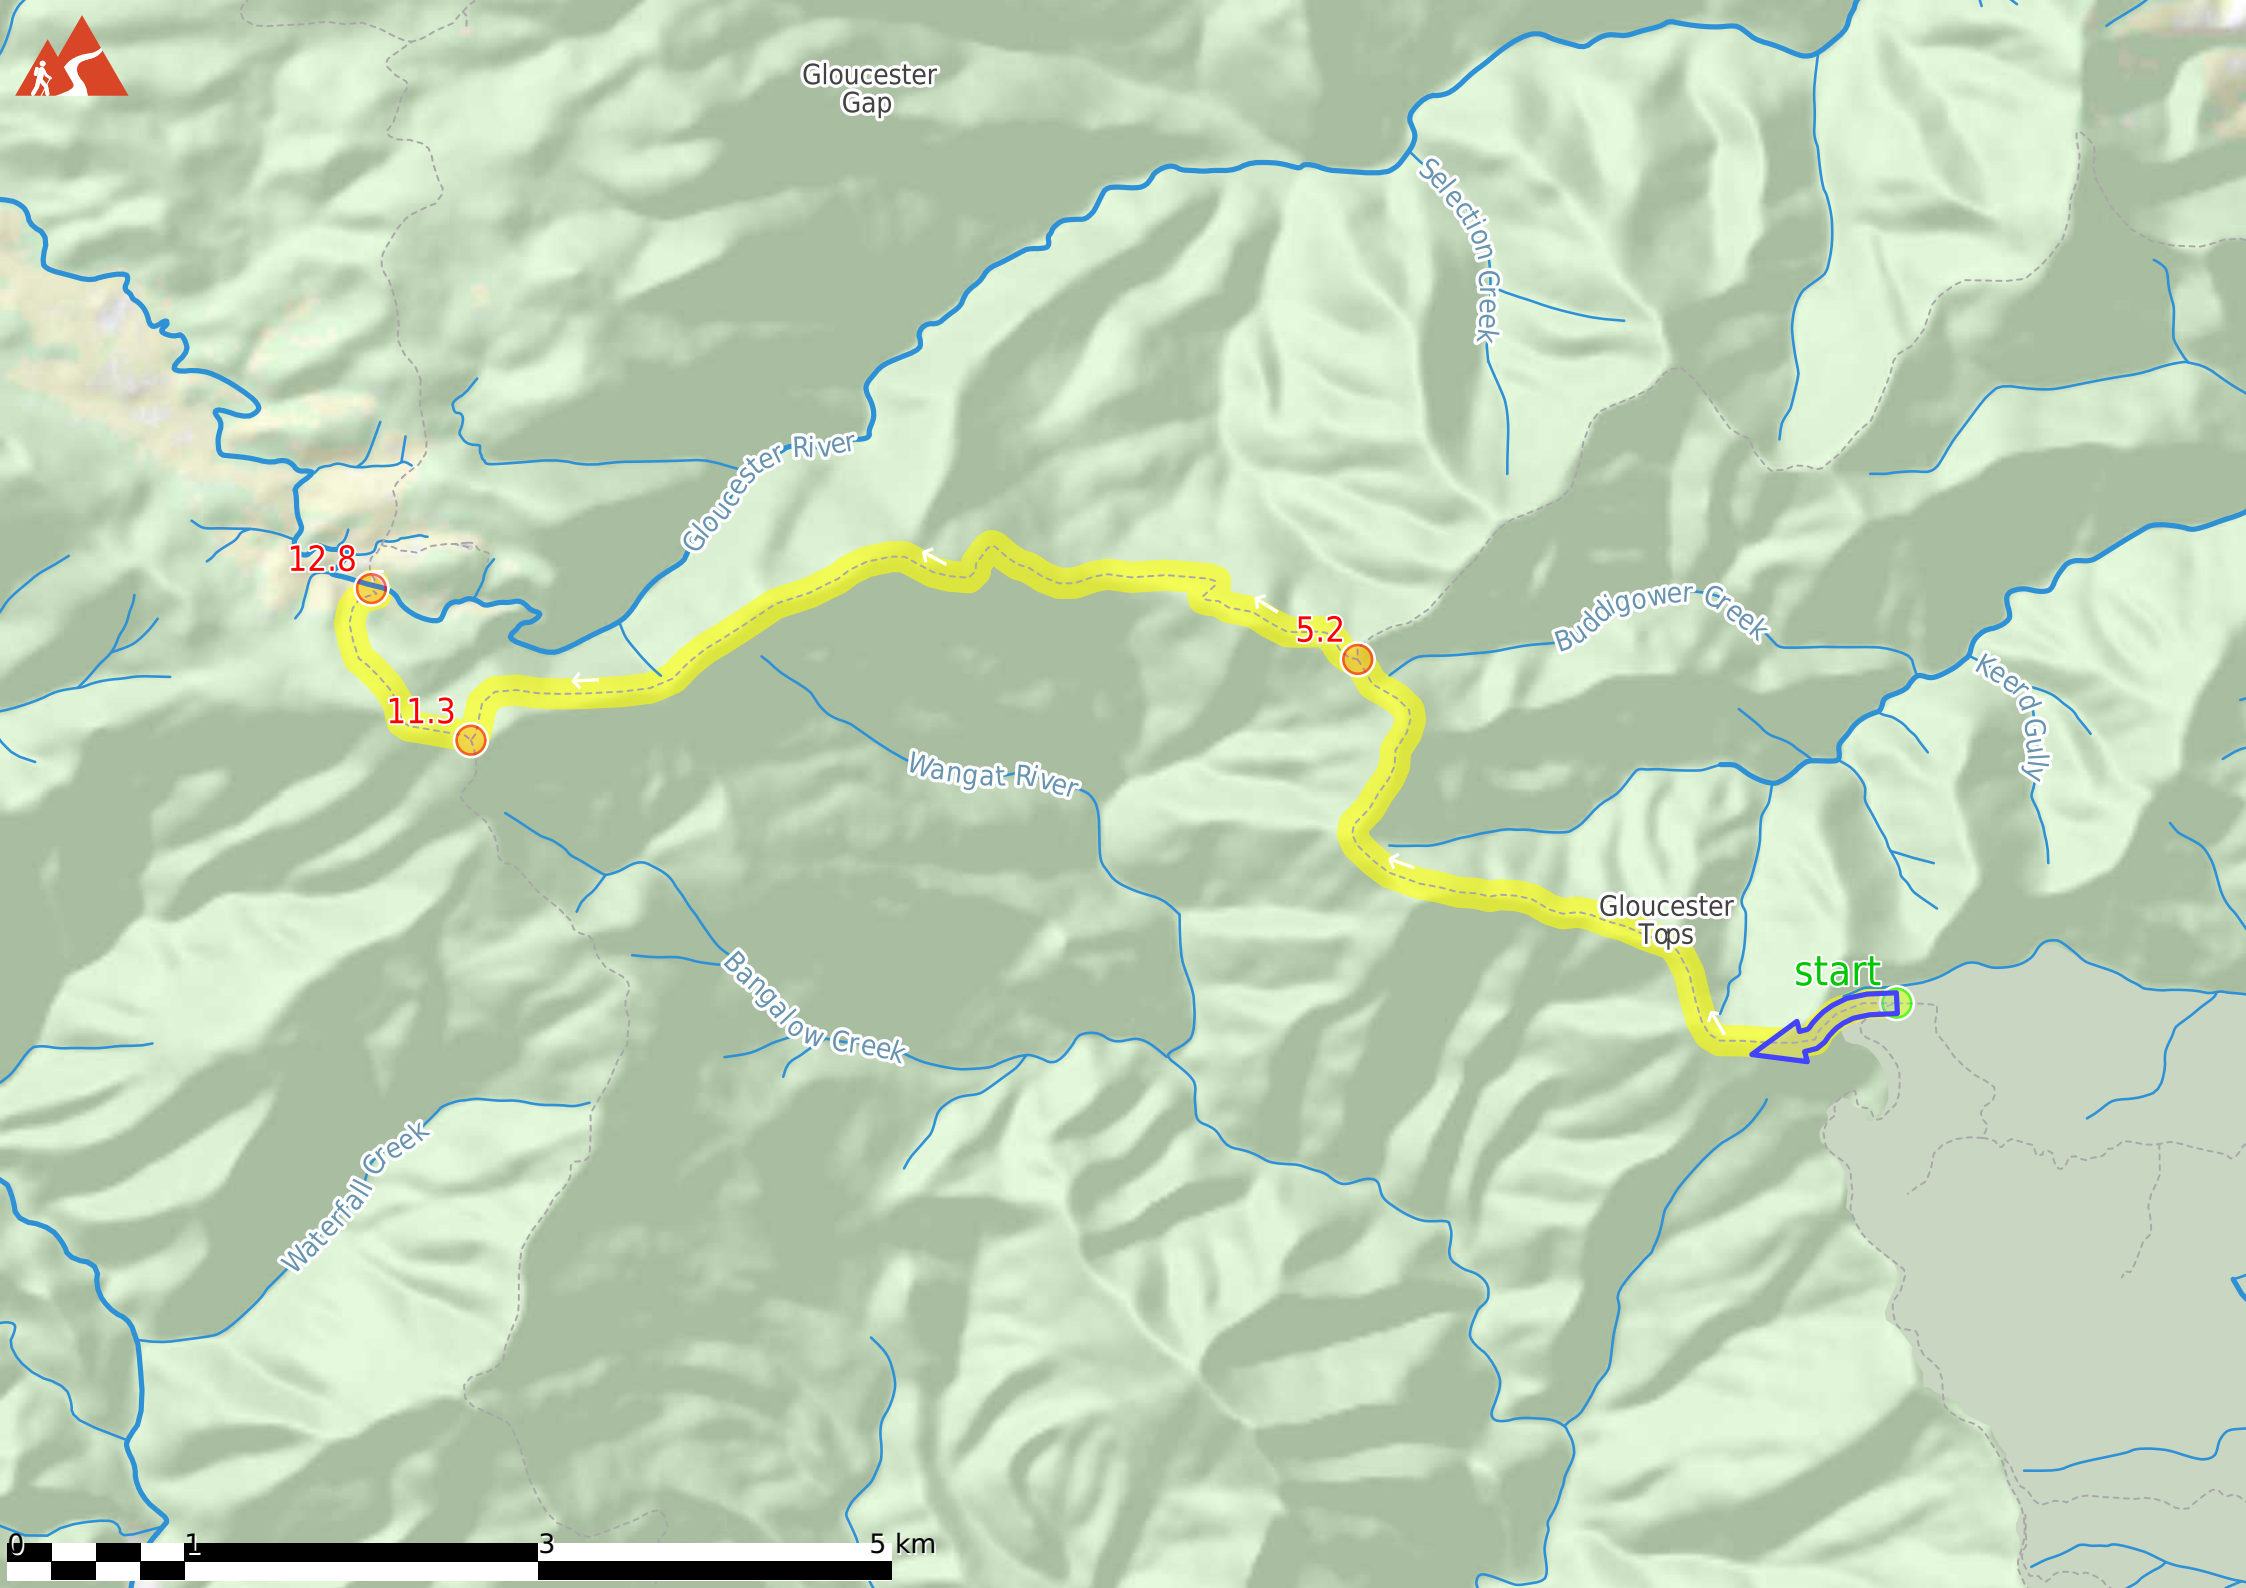 Gloucester
Gap
Selection Creek
Gloucester River
12.8
5.2
Buddigower Creek
Keerd Gully
11.3
Wangat River
Gloucester
Tops
start
Bangalow Creek
Waterfall Creek
0 1 3 5 km